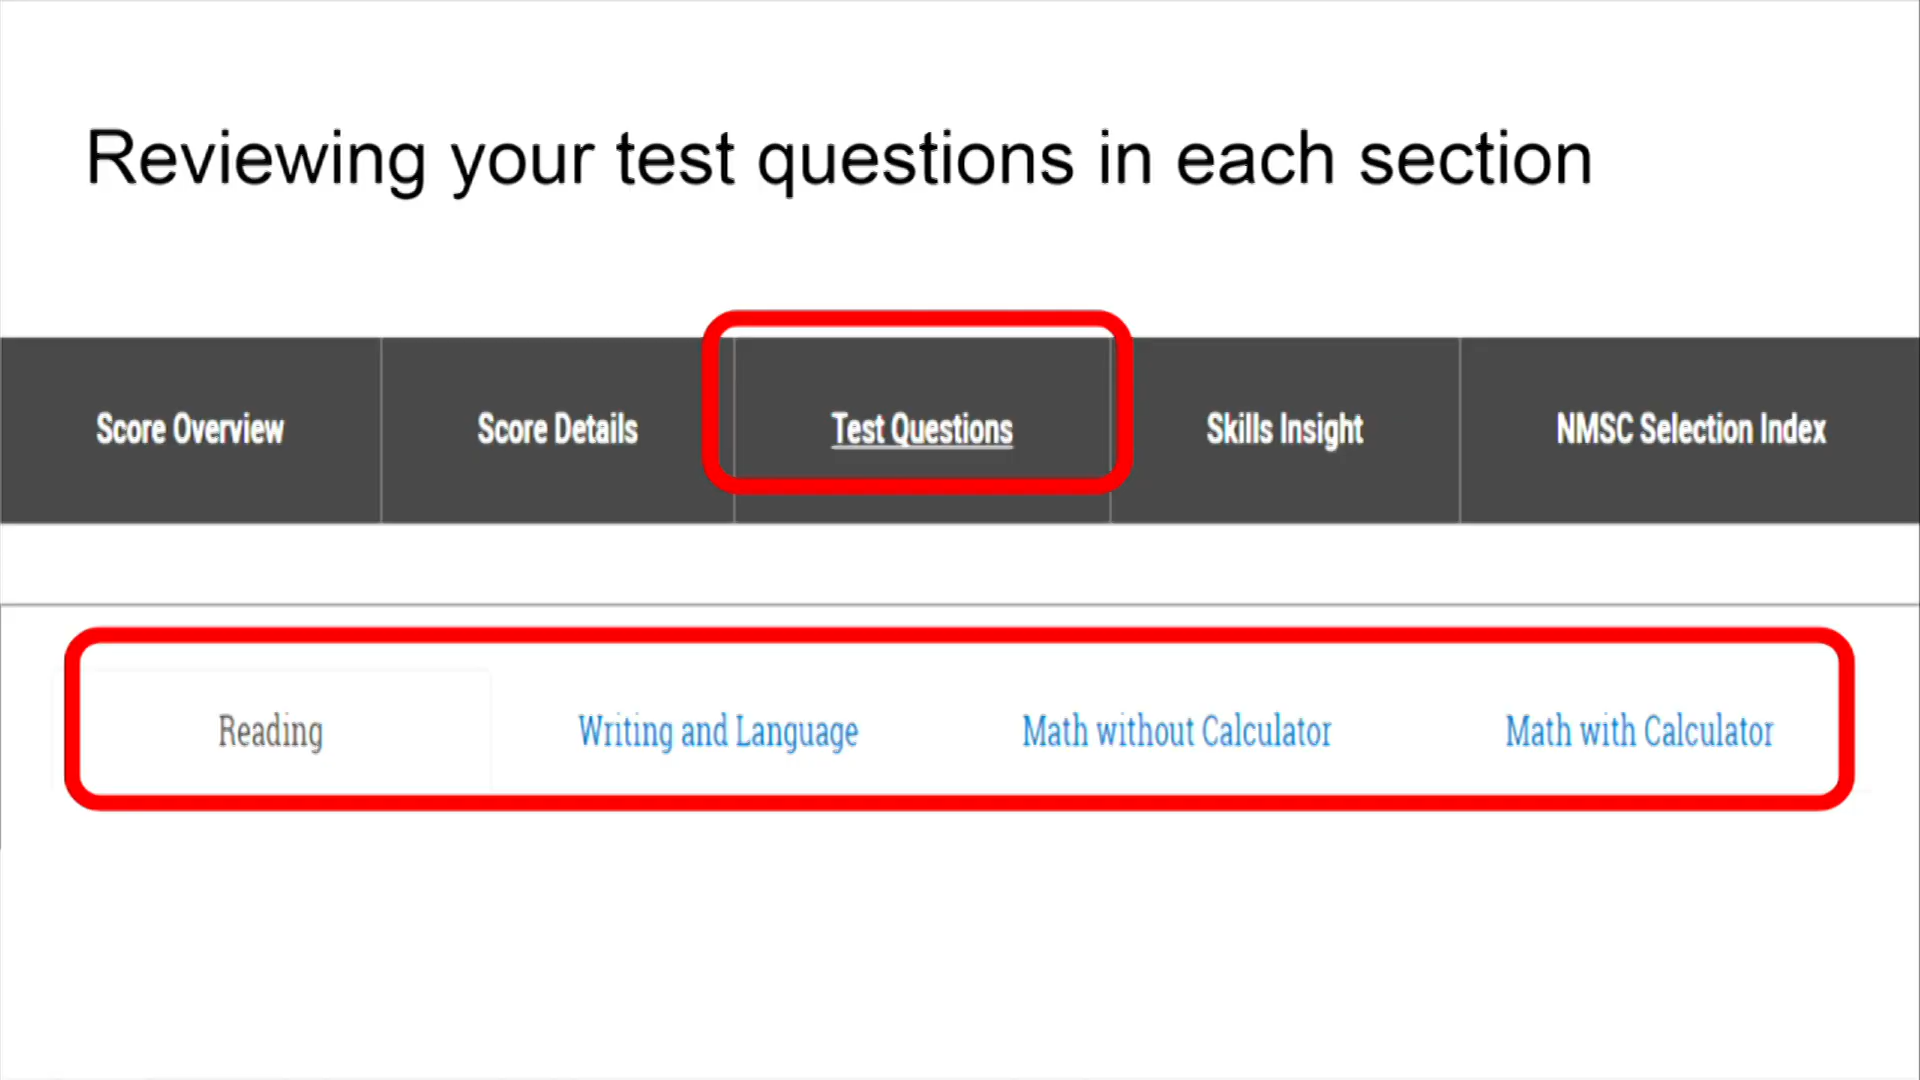 Reviewing your test questions in each section
Score Overview
Score Details
Test Questions
Skills Insight
NMSC Selection Index
Reading
Writing and Language
Math without Calculator
Math with Calculator